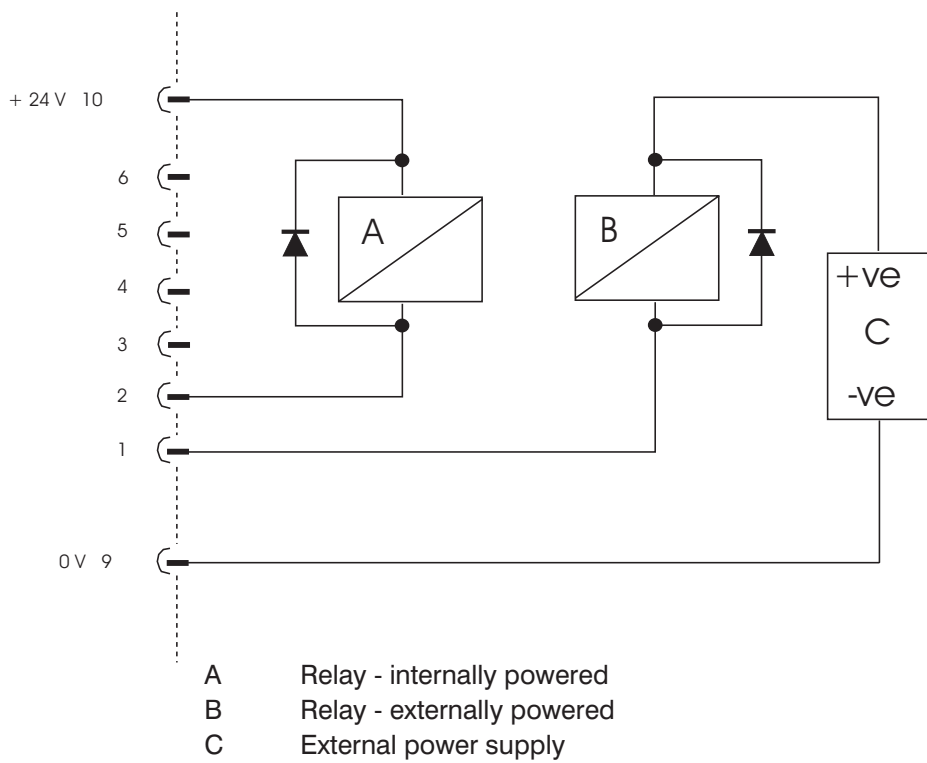 + 24 V 10
6
5
4
3
2
1
0 V 9
A
B
+ve
C
-ve
A Relay - internally powered
B Relay - externally powered
C External power supply